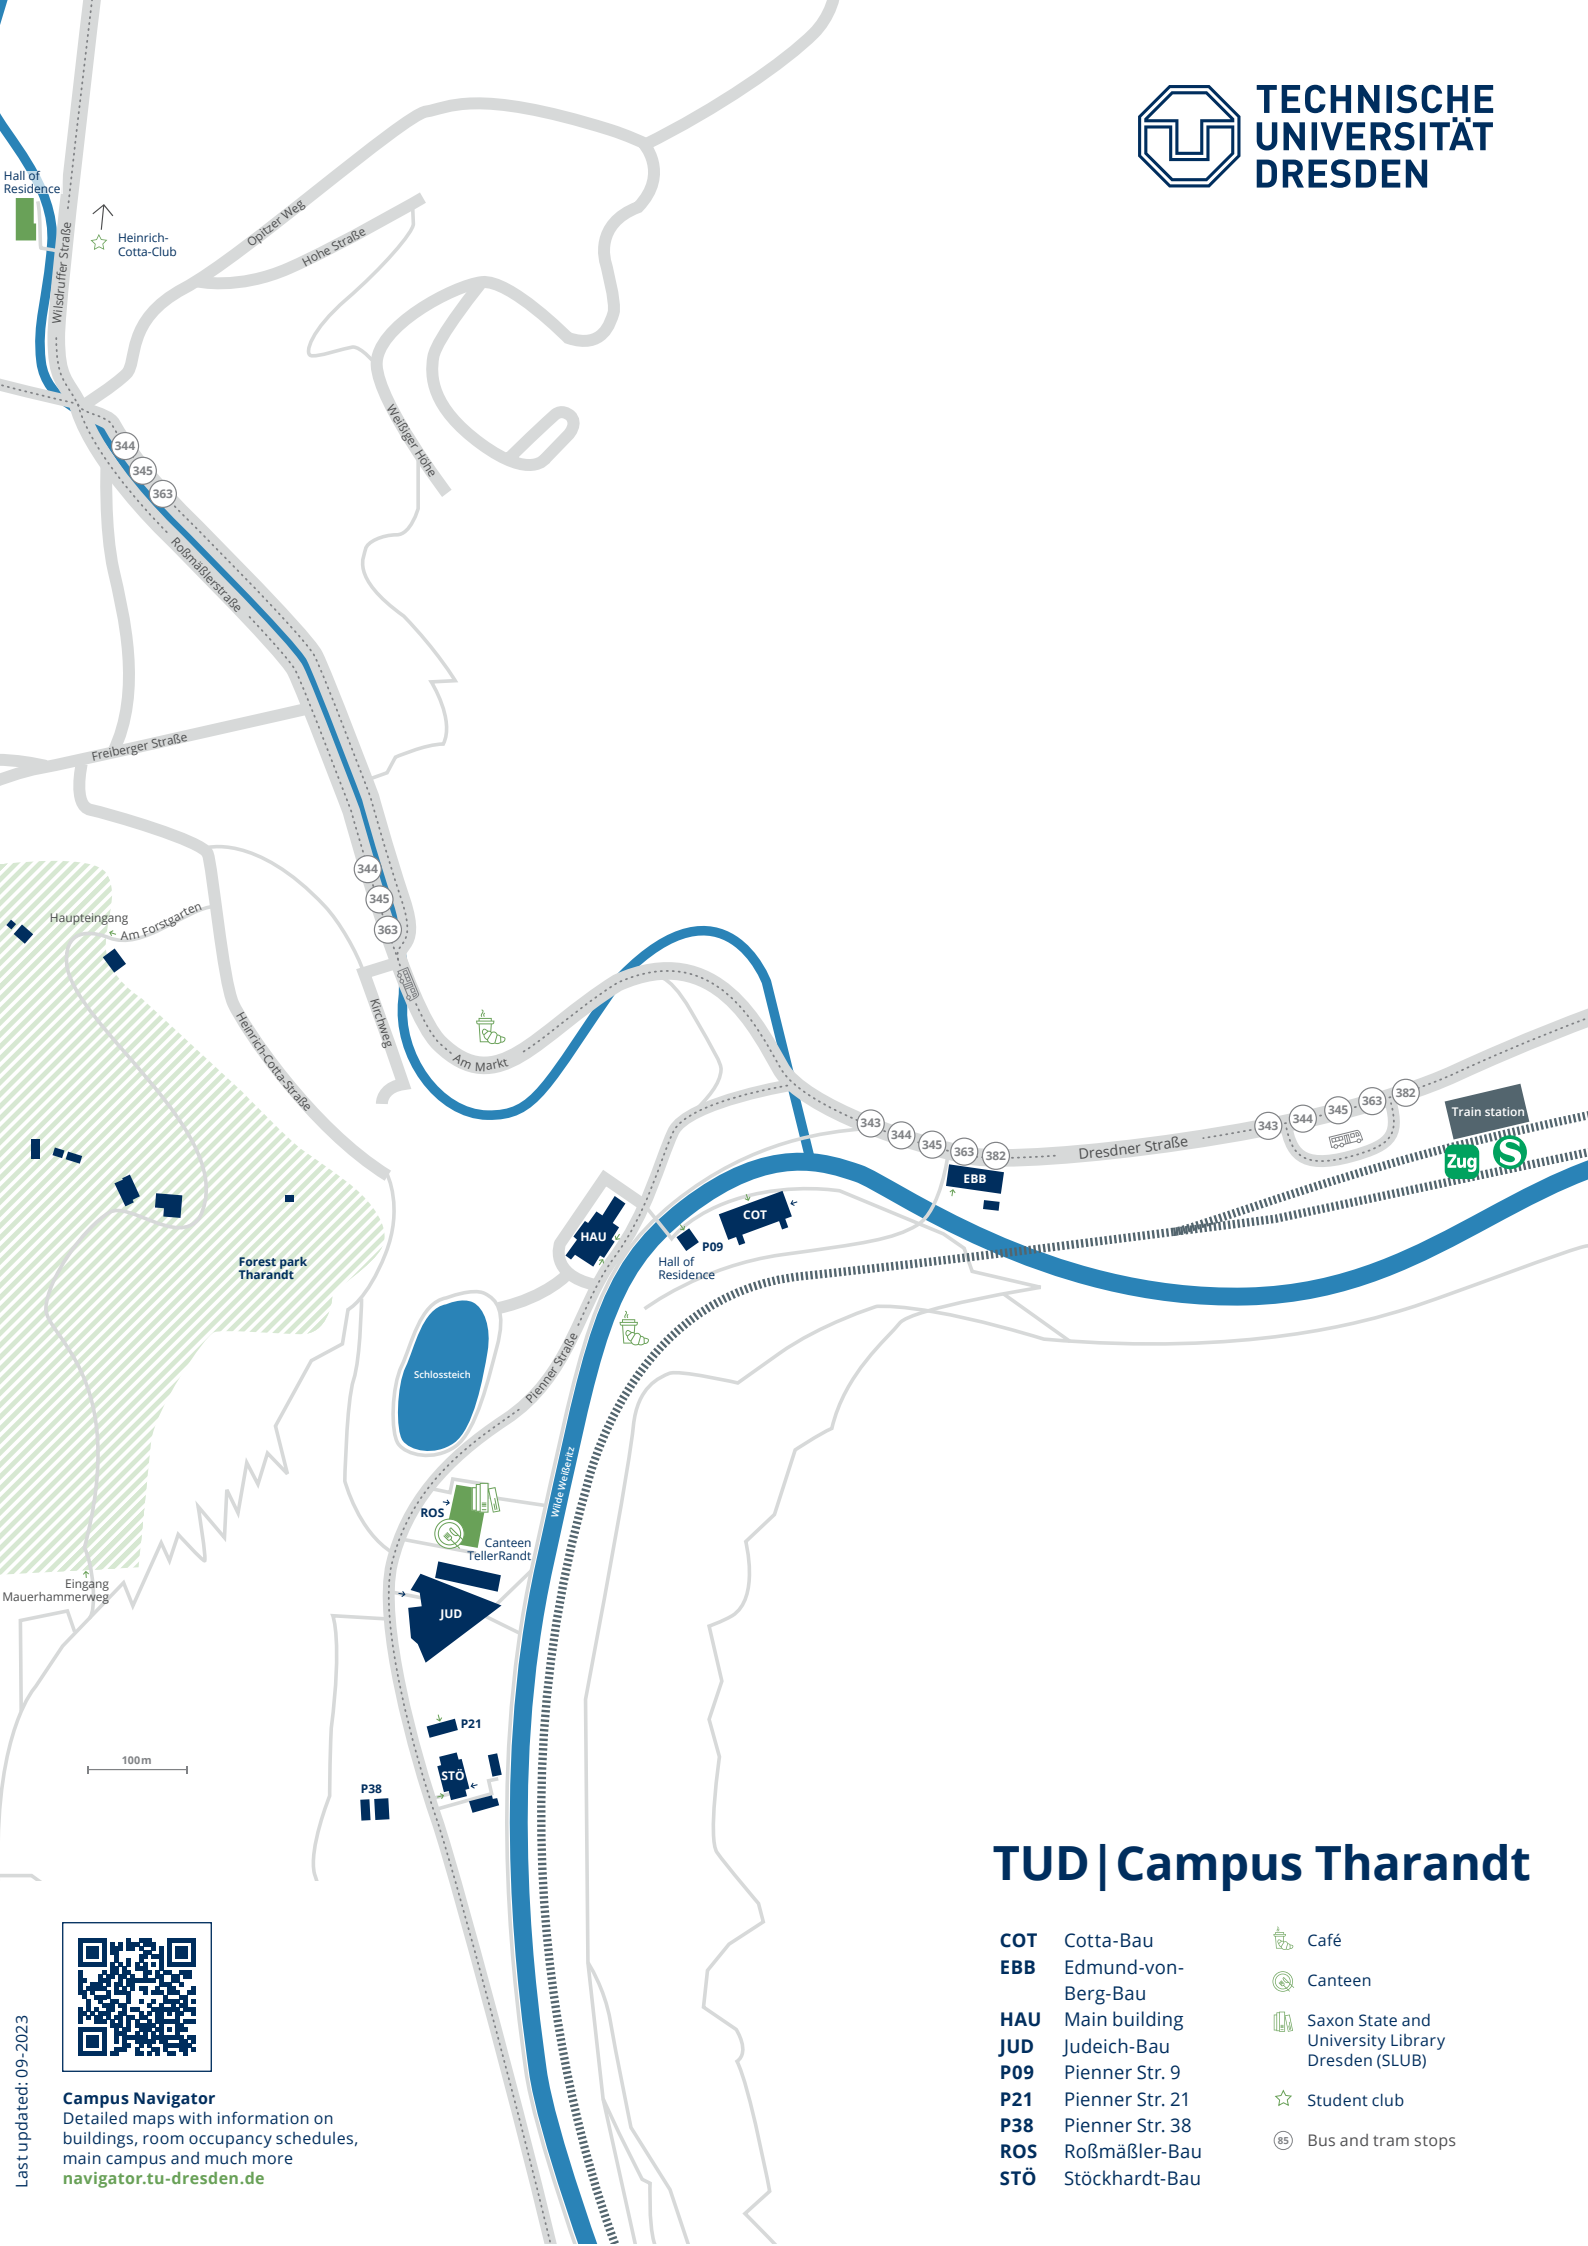 TECHNISCHE
UNIVERSITÄT
DRESDEN
Hall of
Residence
Heinrich-
Cotta-Club
Wilsdruffer Straße
Opitzer Weg
Hohe Straße
Weißiger Höhe
344
345
363
Roßmäßlerstraße
Freiberger Straße
344
345
363
Haupteingang
Am Forstgarten
Kirchweg
Heinrich-Cotta-Straße
Am Markt
343
344
345
363
382
Dresdner Straße
343
344
345
363
382
Train station
Zug
S
EBB
COT
HAU
P09
Hall of
Residence
Forest park
Tharandt
Schlossteich
Pienner Straße
Wilde Weißeritz
ROS
Canteen
TellerRandt
JUD
Eingang
Mauerhammerweg
P21
STÖ
P38
100m
TUD|Campus Tharandt
COT Cotta-Bau
EBB Edmund-von-
Berg-Bau
HAU Main building
JUD Judeich-Bau
P09 Pienner Str. 9
P21 Pienner Str. 21
P38 Pienner Str. 38
ROS Roßmäßler-Bau
STÖ Stöckhardt-Bau
Café
Canteen
Saxon State and
University Library
Dresden (SLUB)
Student club
85 Bus and tram stops
Last updated: 09-2023
Campus Navigator
Detailed maps with information on
buildings, room occupancy schedules,
main campus and much more
navigator.tu-dresden.de